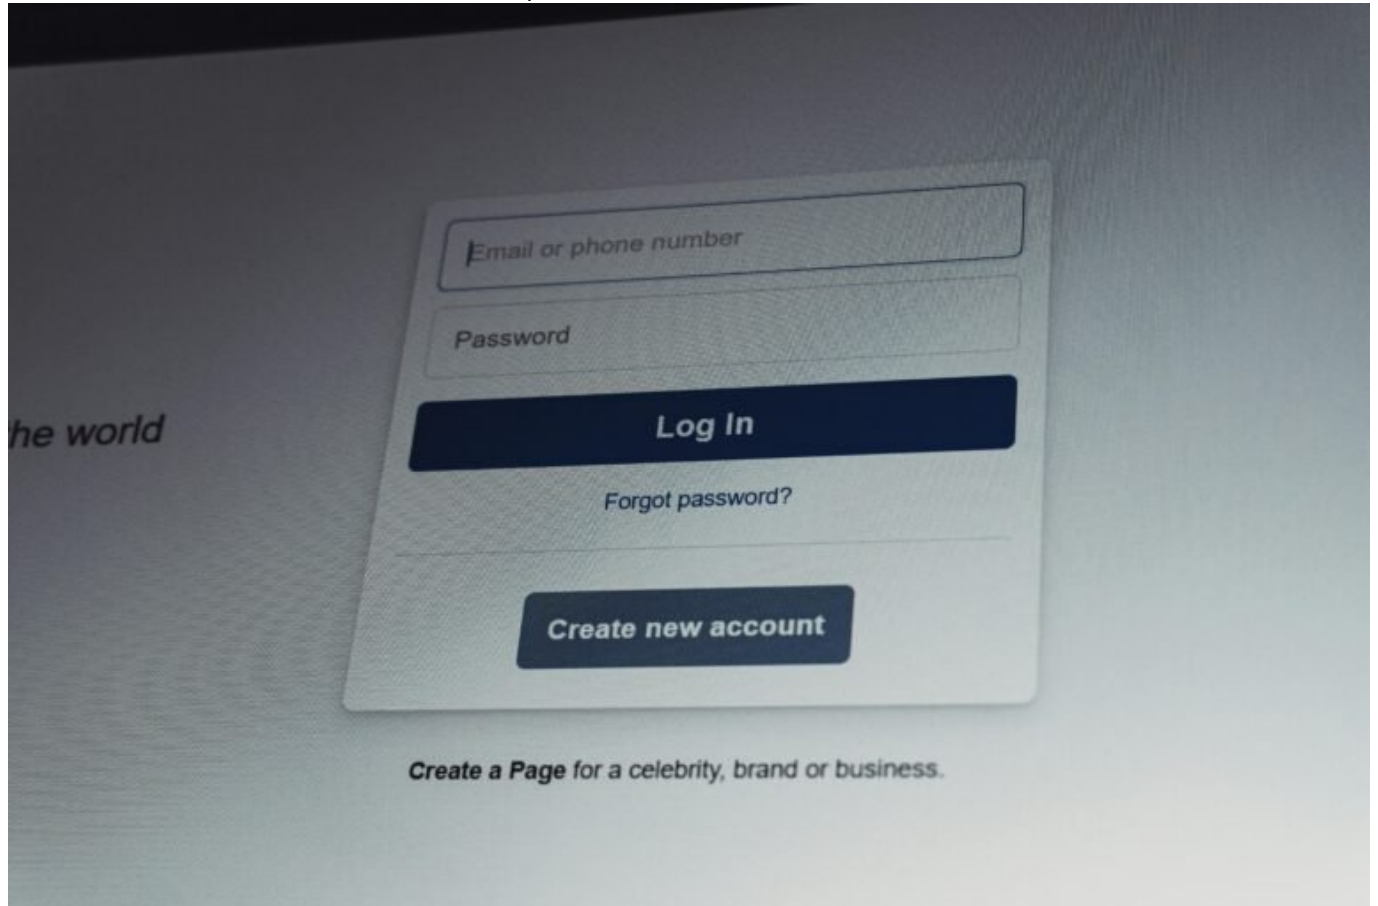 Email or phone number
Password
he world
Log In
Forgot password?
Create new account
Create a Page for a celebrity, brand or business.